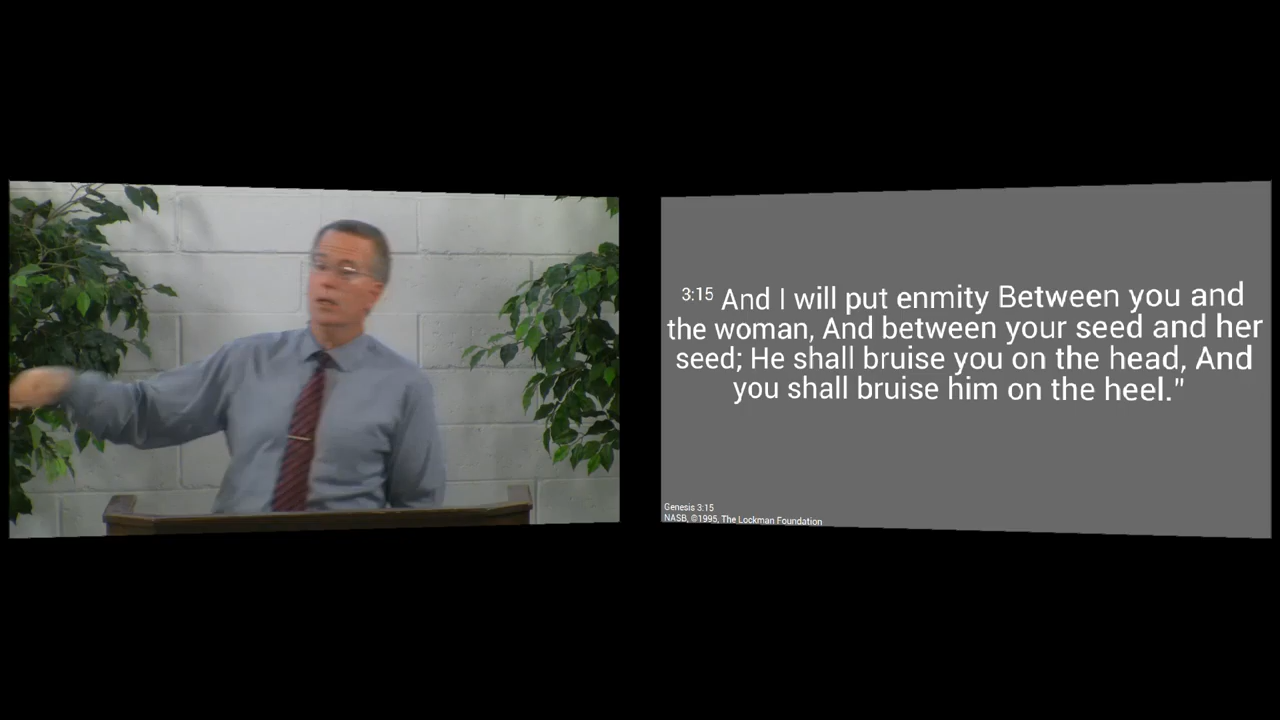 3:15 And I will put enmity Between you and
the woman, And between your seed and her
seed; He shall bruise you on the head, And
you shall bruise him on the heel."
Genesis 3:15
NASB, ©1995, The Lockman Foundation